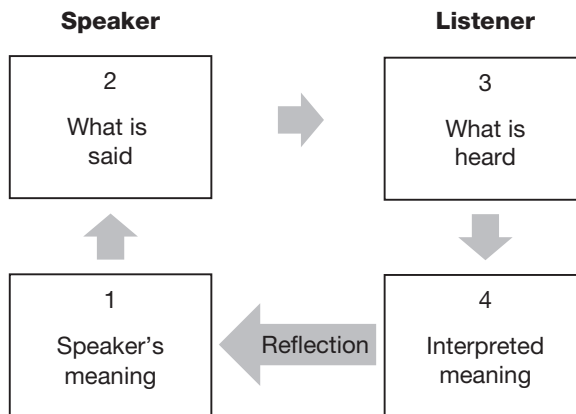 Speaker
Listener
2
What is
said
3
What is
heard
1
Speaker’s
meaning
Reflection
4
Interpreted
meaning